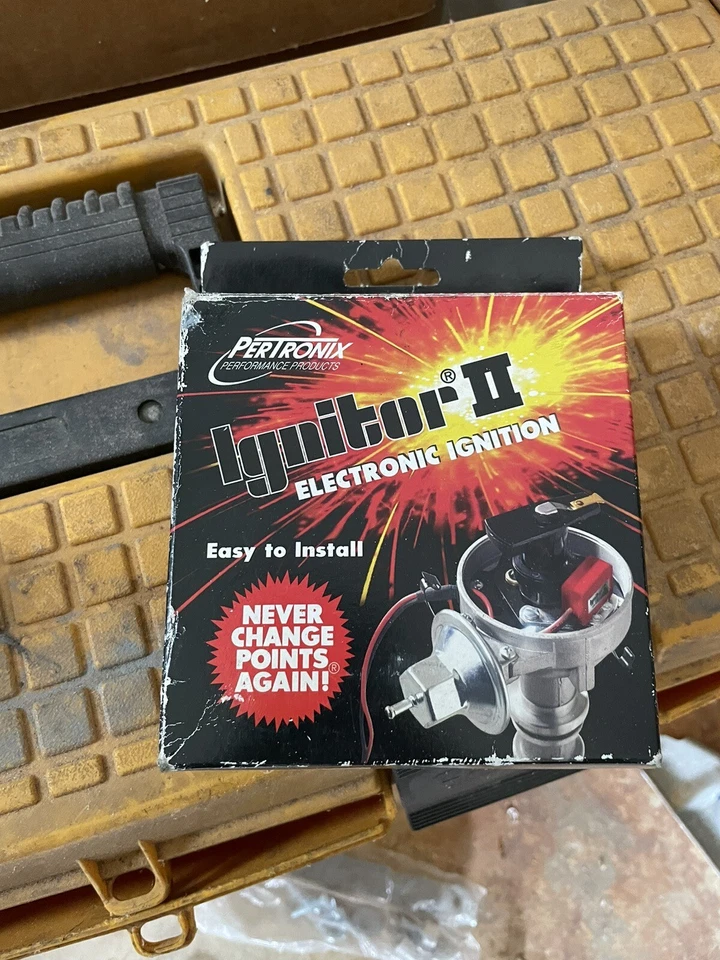 PERTRONIX
PERFORMANCE PRODUCTS
Ignitor® II
ELECTRONIC IGNITION
Easy to Install
NEVER
CHANGE
POINTS
AGAIN!®